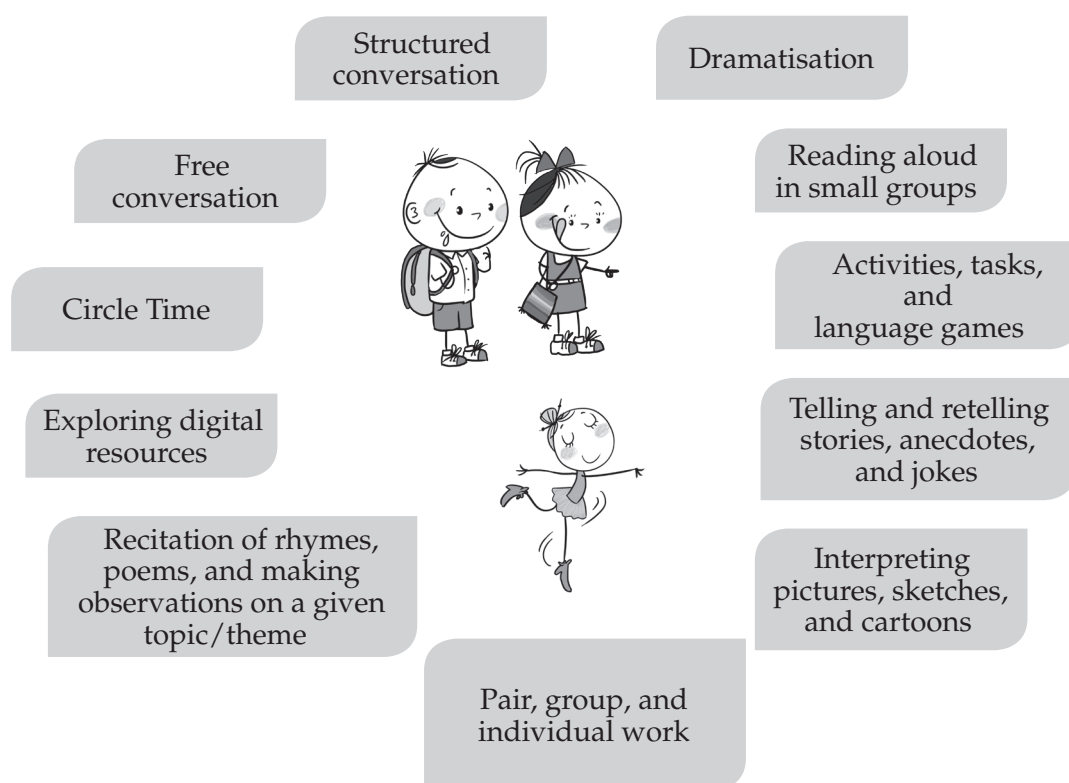 Structured
conversation
Dramatisation
Free
conversation
Reading aloud
in small groups
Circle Time
Activities, tasks,
and
language games
Exploring digital
resources
Telling and retelling
stories, anecdotes,
and jokes
Recitation of rhymes,
poems, and making
observations on a given
topic/theme
Interpreting
pictures, sketches,
and cartoons
Pair, group, and
individual work